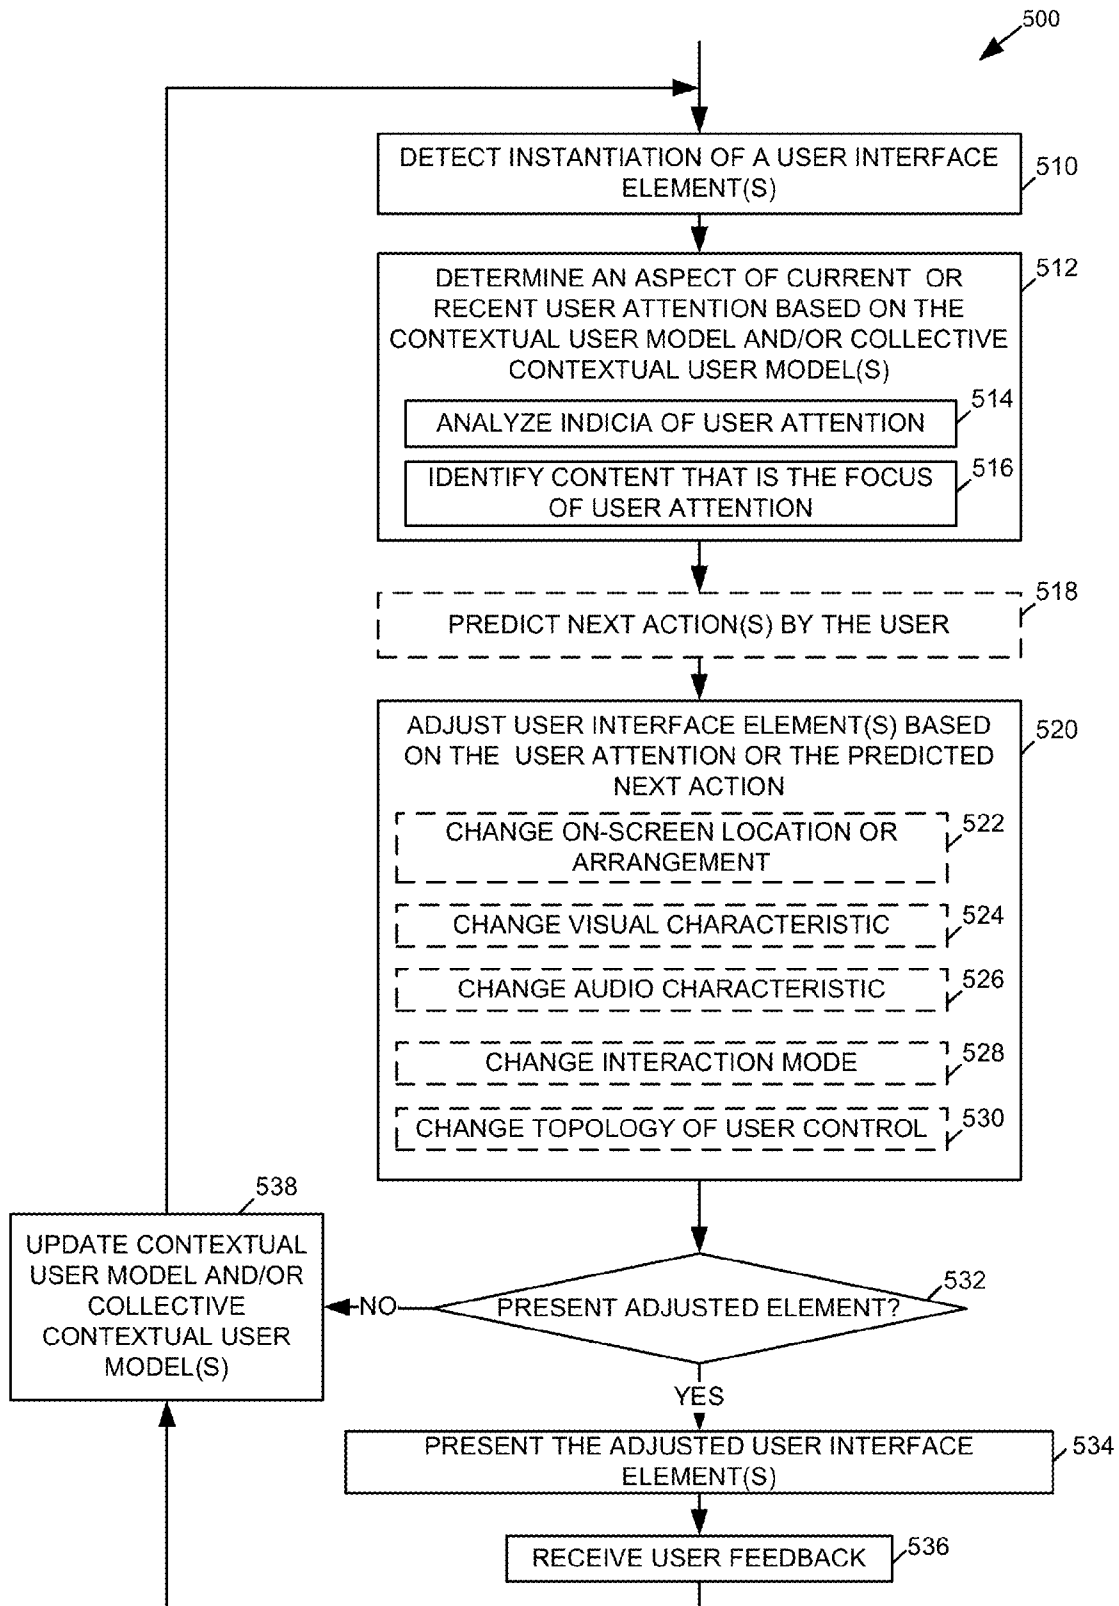 500
DETECT INSTANTIATION OF A USER INTERFACE
ELEMENT(S)
510
DETERMINE AN ASPECT OF CURRENT OR
RECENT USER ATTENTION BASED ON THE
CONTEXTUAL USER MODEL AND/OR COLLECTIVE
CONTEXTUAL USER MODEL(S)
512
ANALYZE INDICIA OF USER ATTENTION
514
IDENTIFY CONTENT THAT IS THE FOCUS
OF USER ATTENTION
516
PREDICT NEXT ACTION(S) BY THE USER
518
ADJUST USER INTERFACE ELEMENT(S) BASED
ON THE USER ATTENTION OR THE PREDICTED
NEXT ACTION
520
CHANGE ON-SCREEN LOCATION OR
ARRANGEMENT
522
CHANGE VISUAL CHARACTERISTIC
524
CHANGE AUDIO CHARACTERISTIC
526
CHANGE INTERACTION MODE
528
CHANGE TOPOLOGY OF USER CONTROL
530
538
UPDATE CONTEXTUAL
USER MODEL AND/OR
COLLECTIVE
CONTEXTUAL USER
MODEL(S)
NO
PRESENT ADJUSTED ELEMENT?
532
YES
PRESENT THE ADJUSTED USER INTERFACE
ELEMENT(S)
534
RECEIVE USER FEEDBACK
536